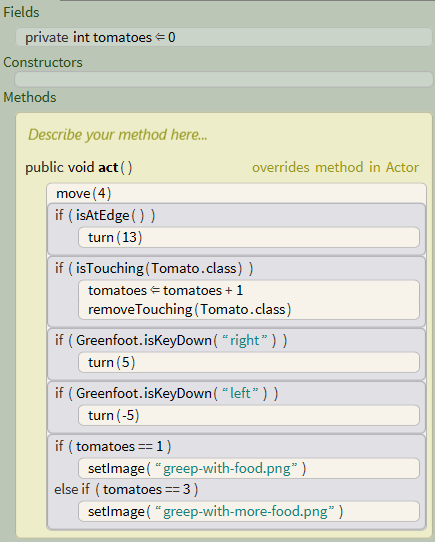 Fields
private int tomatoes ⇐ 0
Constructors
Methods
Describe your method here...
public void act() overrides method in Actor
move(4)
if ( isAtEdge ( ) )
turn(13)
if ( isTouching(Tomato.class) )
tomatoes ⇐ tomatoes + 1
removeTouching(Tomato.class)
if ( Greenfoot.isKeyDown( “right” ) )
turn(5)
if ( Greenfoot.isKeyDown( “left” ) )
turn(-5)
if ( tomatoes == 1 )
setImage( “greep-with-food.png” )
else if ( tomatoes == 3 )
setImage( “greep-with-more-food.png” )